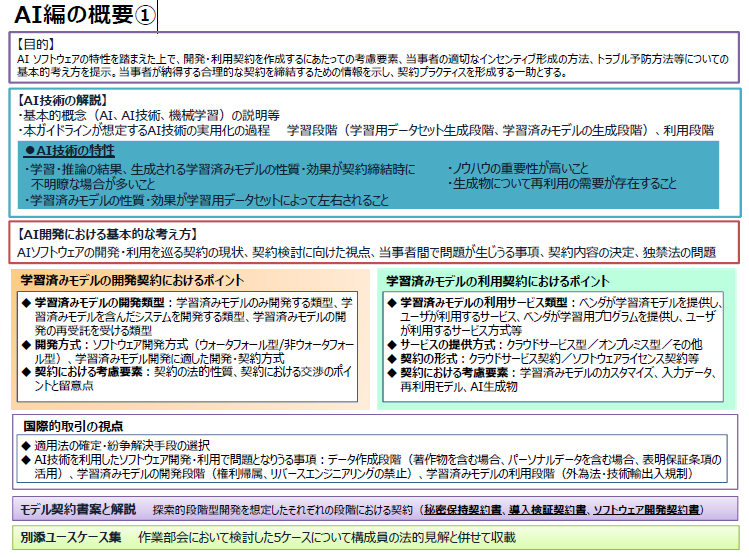 AI編の概要①
【目的】
AI ソフトウェアの特性を踏まえた上で、開発・利用契約を作成するにあたっての考慮要素、当事者の適切なインセンティブ形成の方法、トラブル予防方法等についての
基本的考え方を提示。当事者が納得する合理的な契約を締結するための情報を示し、契約プラクティスを形成する一助とする。
【AI技術の解説】
・基本的概念（AI、AI技術、機械学習）の説明等
・本ガイドラインが想定するAI技術の実用化の過程　学習段階（学習用データセット生成段階、学習済みモデルの生成段階）、利用段階
●AI技術の特性
・学習・推論の結果、生成される学習済みモデルの性質・効果が契約締結時に
不明瞭な場合が多いこと
・学習済みモデルの性質・効果が学習用データセットによって左右されること
・ノウハウの重要性が高いこと
・生成物について再利用の需要が存在すること
【AI開発における基本的な考え方】
AIソフトウェアの開発・利用を巡る契約の現状、契約検討に向けた視点、当事者間で問題が生じうる事項、契約内容の決定、独禁法の問題
学習済みモデルの開発契約におけるポイント
◆ 学習済みモデルの開発類型：学習済みモデルのみ開発する類型、学
習済みモデルを含んだシステムを開発する類型、学習済みモデルの開
発の再受託を受ける類型
◆ 開発方式：ソフトウェア開発方式（ウォータフォール型/非ウォータフォ
ール型）、学習済みモデル開発に適した開発・契約方式
◆ 契約における考慮要素：契約の法的性質、契約における交渉のポイ
ントと留意点
学習済みモデルの利用契約におけるポイント
◆ 学習済みモデルの利用サービス類型：ベンダが学習済モデルを提供し、
ユーザが利用するサービス、ベンダが学習用プログラムを提供し、ユーザ
が利用するサービス方式等
◆ サービスの提供方式：クラウドサービス型／オンプレミス型／その他
◆ 契約の形式：クラウドサービス契約／ソフトウェアライセンス契約等
◆ 契約における考慮要素：学習済みモデルのカスタマイズ、入力データ、
再利用モデル、AI生成物
国際的取引の視点
◆ 適用法の確定・紛争解決手段の選択
◆ AI技術を利用したソフトウェア開発・利用で問題となりうる事項：データ作成段階（著作物を含む場合、パーソナルデータを含む場合、表明保証条項の
活用）、学習済みモデルの開発段階（権利帰属、リバースエンジニアリングの禁止）、学習済みモデルの利用段階（外為法・技術輸出入規制）
モデル契約書案と解説　探索的段階型開発を想定したそれぞれの段階における契約（秘密保持契約書、導入検証契約書、ソフトウェア開発契約書）
別添ユースケース集　作業部会において検討した5ケースについて構成員の法的見解と併せて収載